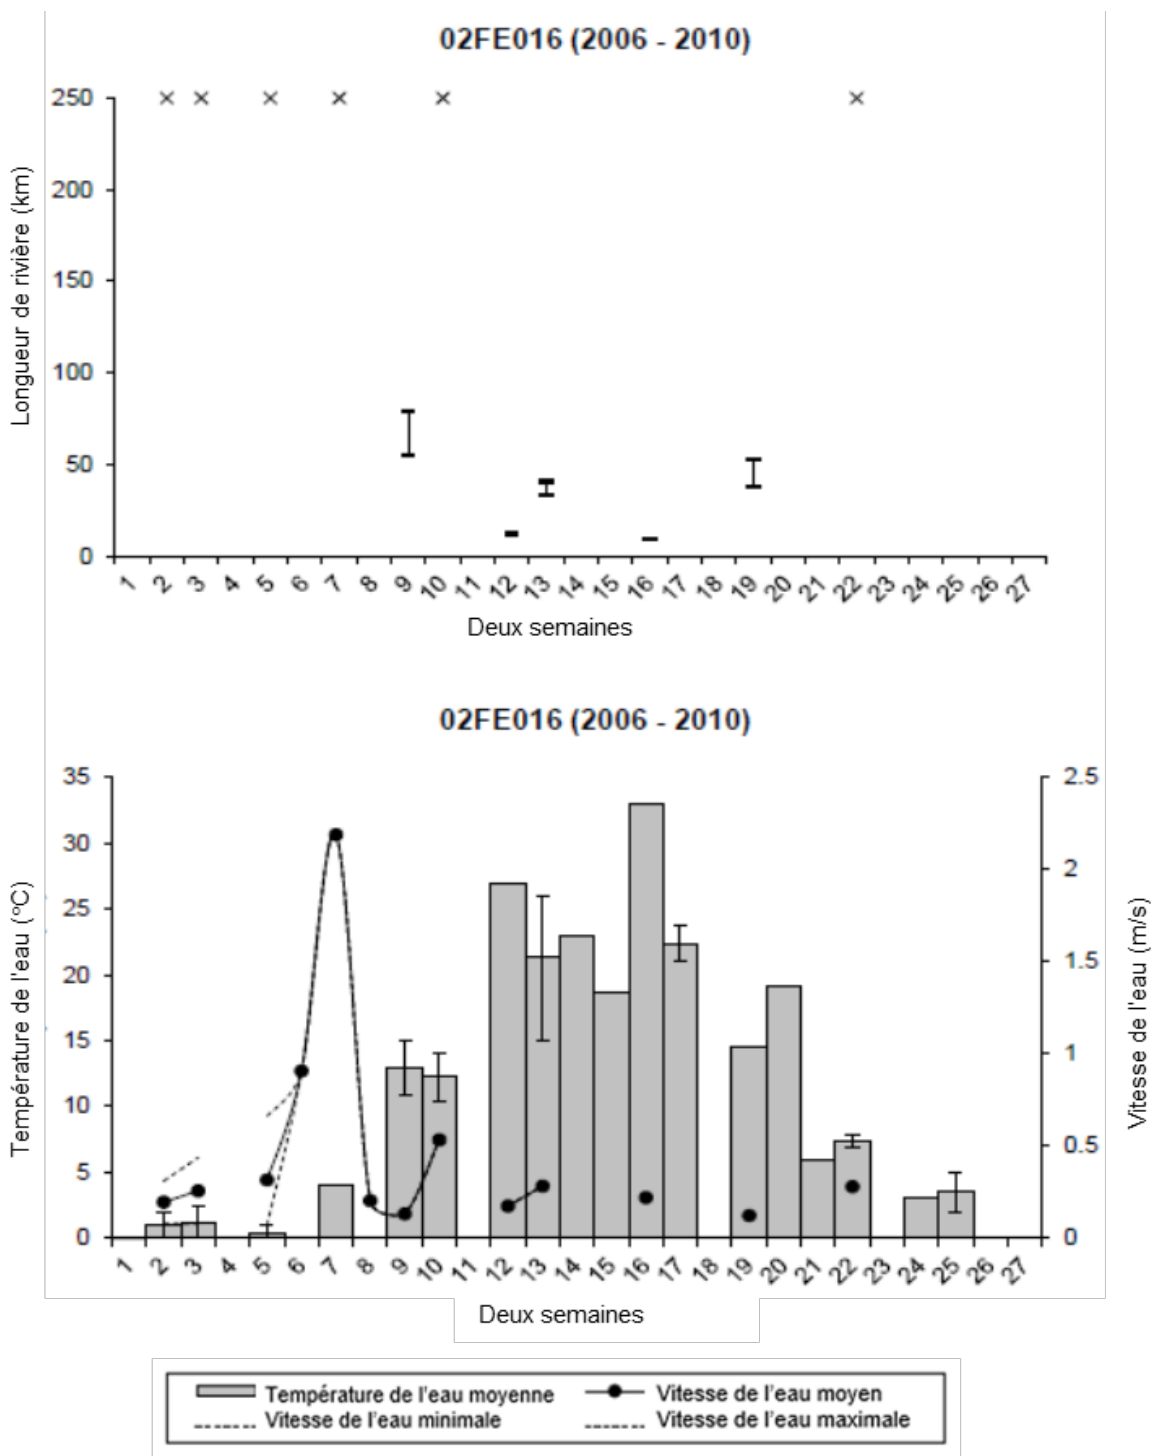 02FE016 (2006 - 2010)
Longueur de rivière (km)
250
200
150
100
50
0
1 2 3 4 5 6 7 8 9 10 11 12 13 14 15 16 17 18 19 20 21 22 23 24 25 26 27
Deux semaines
02FE016 (2006 - 2010)
Température de l'eau (°C)
35
30
25
20
15
10
5
0
2.5
2
1.5
1
0.5
0
Vitesse de l'eau (m/s)
1 2 3 4 5 6 7 8 9 10 11 12 13 14 15 16 17 18 19 20 21 22 23 24 25 26 27
Deux semaines
Température de l'eau moyenne Vitesse de l'eau moyen
Vitesse de l'eau minimale Vitesse de l'eau maximale